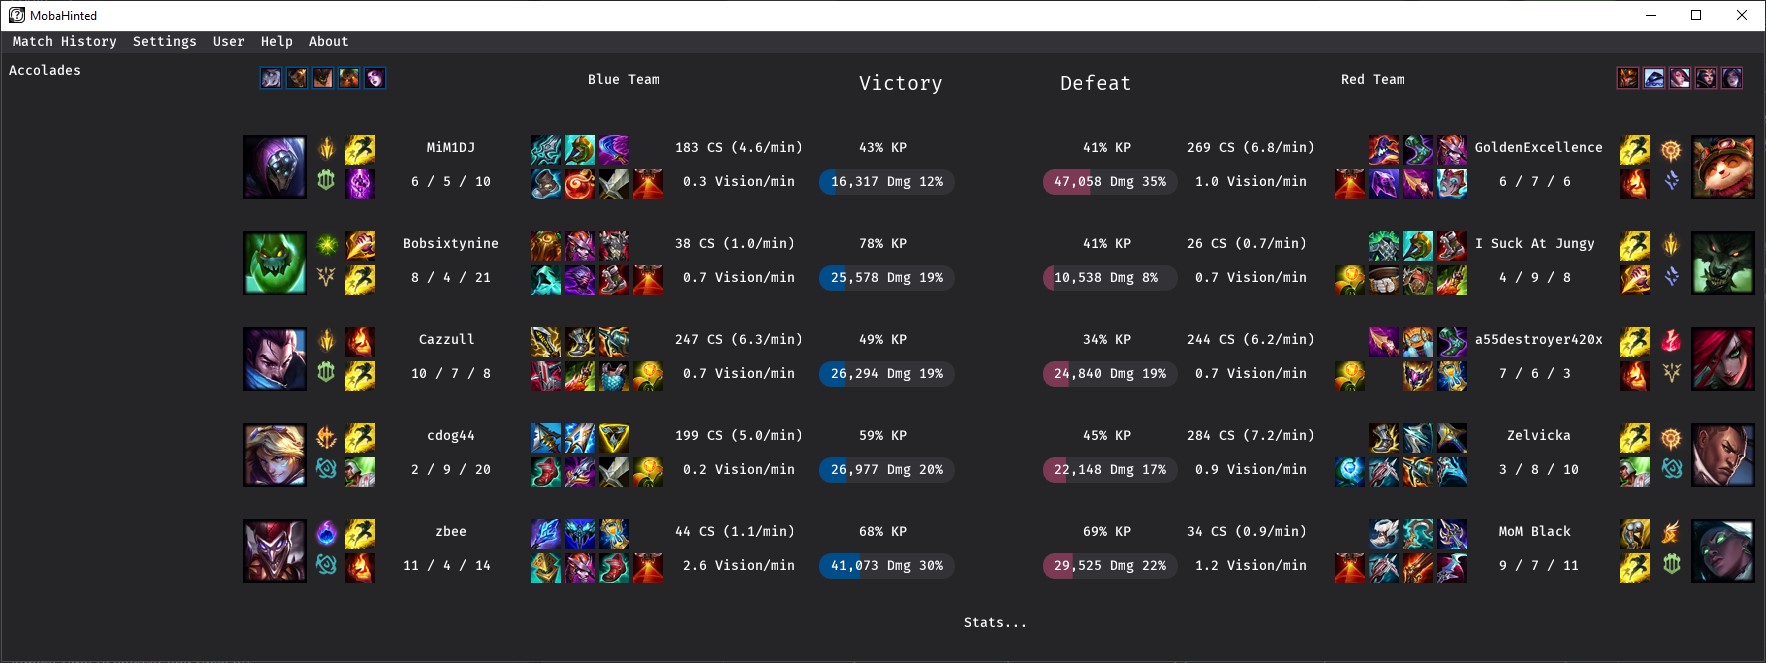 MobaHinted
Match History Settings User Help About
Accolades
Blue Team Victory Defeat Red Team
MiM1DJ 183 CS (4.6/min) 43% KP 41% KP 269 CS (6.8/min) GoldenExcellence
6 / 5 / 10 0.3 Vision/min 16,317 Dmg 12% 47,058 Dmg 35% 1.0 Vision/min 6 / 7 / 6
Bobsixtynine 38 CS (1.0/min) 78% KP 41% KP 26 CS (0.7/min) I Suck At Jungy
8 / 4 / 21 0.7 Vision/min 25,578 Dmg 19% 10,538 Dmg 8% 0.7 Vision/min 4 / 9 / 8
Cazzull 247 CS (6.3/min) 49% KP 34% KP 244 CS (6.2/min) a55destroyer420x
10 / 7 / 8 0.7 Vision/min 26,294 Dmg 19% 24,840 Dmg 19% 0.7 Vision/min 7 / 6 / 3
cdog44 199 CS (5.0/min) 59% KP 45% KP 284 CS (7.2/min) Zelvicka
2 / 9 / 20 0.2 Vision/min 26,977 Dmg 20% 22,148 Dmg 17% 0.9 Vision/min 3 / 8 / 10
zbee 44 CS (1.1/min) 68% KP 69% KP 34 CS (0.9/min) MoM Black
11 / 4 / 14 2.6 Vision/min 41,073 Dmg 30% 29,525 Dmg 22% 1.2 Vision/min 9 / 7 / 11
Stats...